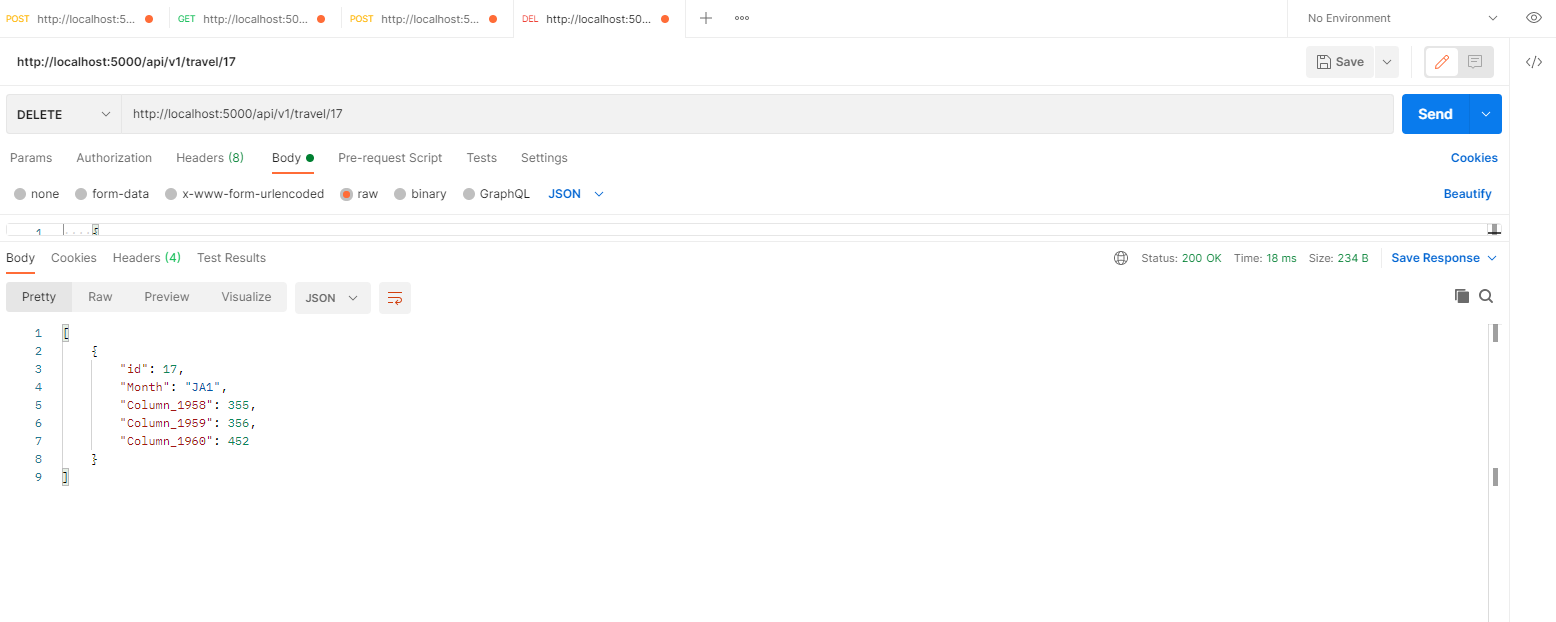 POST http://localhost:5...
GET http://localhost:50...
POST http://localhost:5...
DEL http://localhost:50...
No Environment
http://localhost:5000/api/v1/travel/17
Save
</>
DELETE
http://localhost:5000/api/v1/travel/17
Send
Params Authorization Headers (8) Body Pre-request Script Tests Settings
Cookies
none form-data x-www-form-urlencoded raw binary GraphQL JSON
Beautify
1 {
Body Cookies Headers (4) Test Results
Status: 200 OK Time: 18 ms Size: 234 B Save Response
Pretty Raw Preview Visualize JSON
1 [
2 {
3 "id": 17,
4 "Month": "JA1",
5 "Column_1958": 355,
6 "Column_1959": 356,
7 "Column_1960": 452
8 }
9 ]